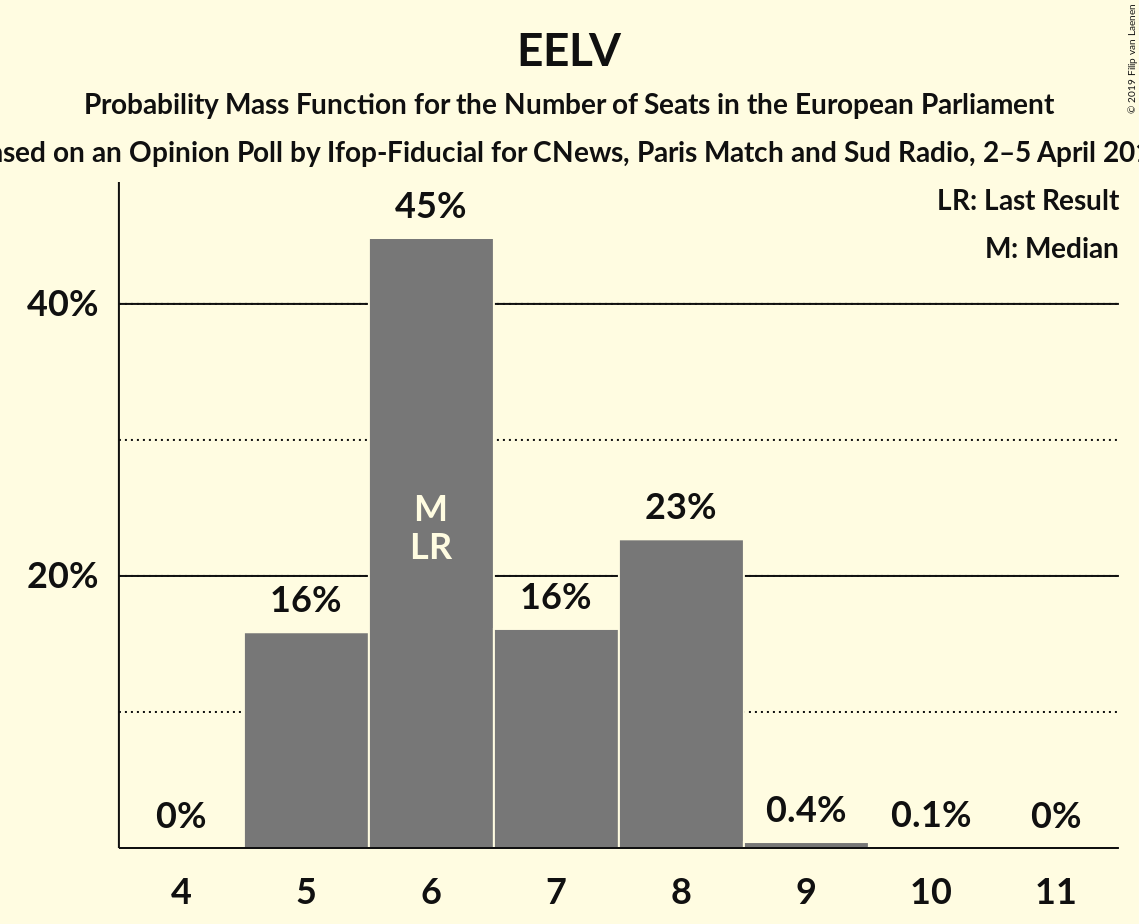 EELV
Probability Mass Function for the Number of Seats in the European Parliament
on an Opinion Poll by Ifop-Fiducial for CNews, Paris Match and Sud Radio, 2–5 April
© 2019 Filip van Laenen
LR: Last Result
M: Median
45%
40%
M
LR
23%
20%
16%
16%
0%
0.4%
0.1%
0%
4 5 6 7 8 9 10 11